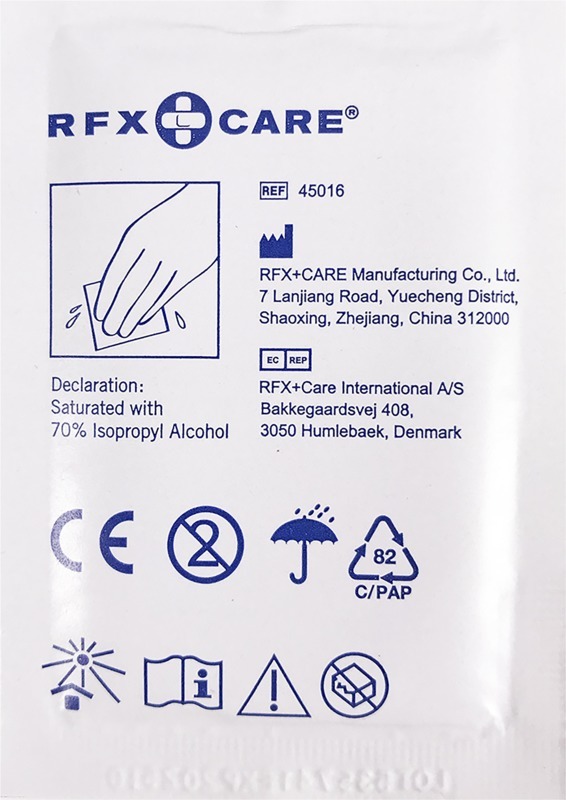 RFX CARE®
REF 45016
RFX+CARE Manufacturing Co., Ltd.
7 Lanjiang Road, Yuecheng District,
Shaoxing, Zhejiang, China 312000
EC REP
RFX+Care International A/S
Bakkegaardsvej 408,
3050 Humlebaek, Denmark
Declaration:
Saturated with
70% Isopropyl Alcohol
CE
2
82
C/PAP
i
!